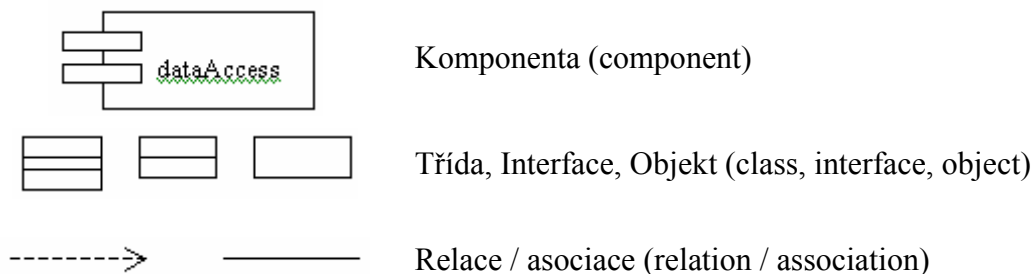 dataAccess
Komponenta (component)
Třída, Interface, Objekt (class, interface, object)
Relace / asociace (relation / association)